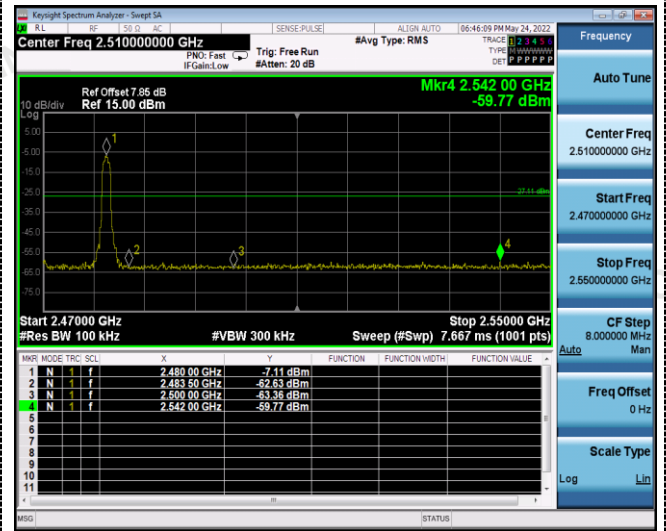 Keysight Spectrum Analyzer - Swept SA
RL RF 50 Ω AC SENSE:PULSE ALIGN AUTO 06:46:09 PM May 24, 2022
Center Freq 2.510000000 GHz
PNO: Fast
IFGain:Low
Trig: Free Run
#Atten: 20 dB
#Avg Type: RMS
TRACE 1 2 3 4 5 6
TYPE M WWWWW
DET P P P P P P
Ref Offset 7.85 dB
Ref 15.00 dBm
10 dB/div
Log
Mkr4 2.542 00 GHz
-59.77 dBm
5.00
-5.00
-15.0
-25.0
-35.0
-45.0
-55.0
-65.0
-75.0
1
2
3
4
-27.11 dBm
Start 2.47000 GHz
Stop 2.55000 GHz
#Res BW 100 kHz
#VBW 300 kHz
Sweep (#Swp) 7.667 ms (1001 pts)
MKR MODE TRC SCL X Y FUNCTION FUNCTION WIDTH FUNCTION VALUE
1 N 1 f 2.480 00 GHz -7.11 dBm
2 N 1 f 2.483 50 GHz -62.63 dBm
3 N 1 f 2.500 00 GHz -63.36 dBm
4 N 1 f 2.542 00 GHz -59.77 dBm
5
6
7
8
9
10
11
MSG
STATUS
Frequency
Auto Tune
Center Freq
2.510000000 GHz
Start Freq
2.470000000 GHz
Stop Freq
2.550000000 GHz
CF Step
8.000000 MHz
Auto Man
Freq Offset
0 Hz
Scale Type
Log Lin